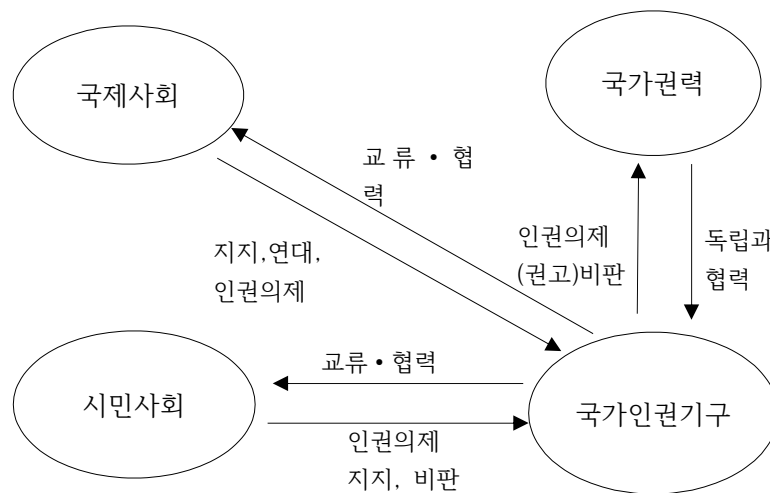 국제사회
국가권력
교 류 • 협
력
지지,연대,
인권의제
인권의제
(권고)비판
독립과
협력
교류•협력
시민사회
국가인권기구
인권의제
지지, 비판